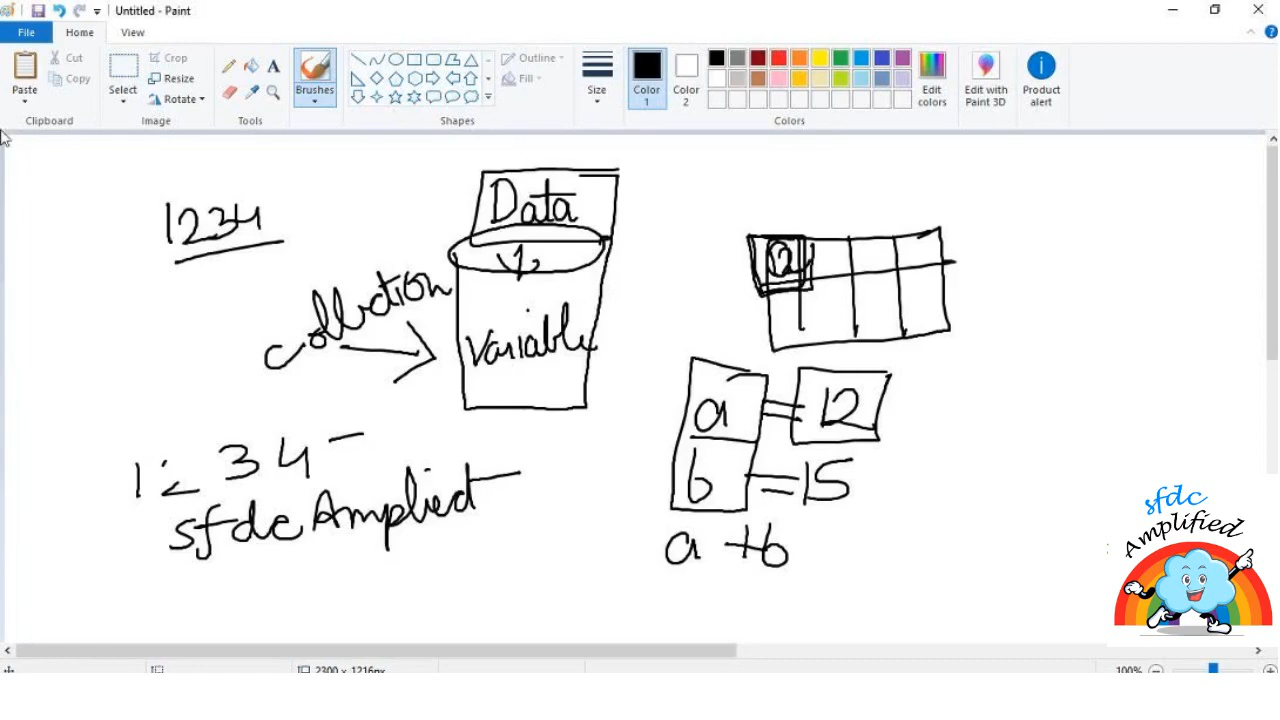 Untitled - Paint
File
Home
View
Paste
Cut
Copy
Clipboard
Select
Crop
Resize
Rotate
Image
A
Tools
Brushes
Outline
Fill
Shapes
Size
Color
1
Color
2
Edit
colors
Colors
Edit with
Paint 3D
Product
alert
1234
Data
Variable
collection
1 2 3 4
sfdc Amplied
a = 12
b = 15
a + b
sfdc
Amplified
2300 × 1216px
100%